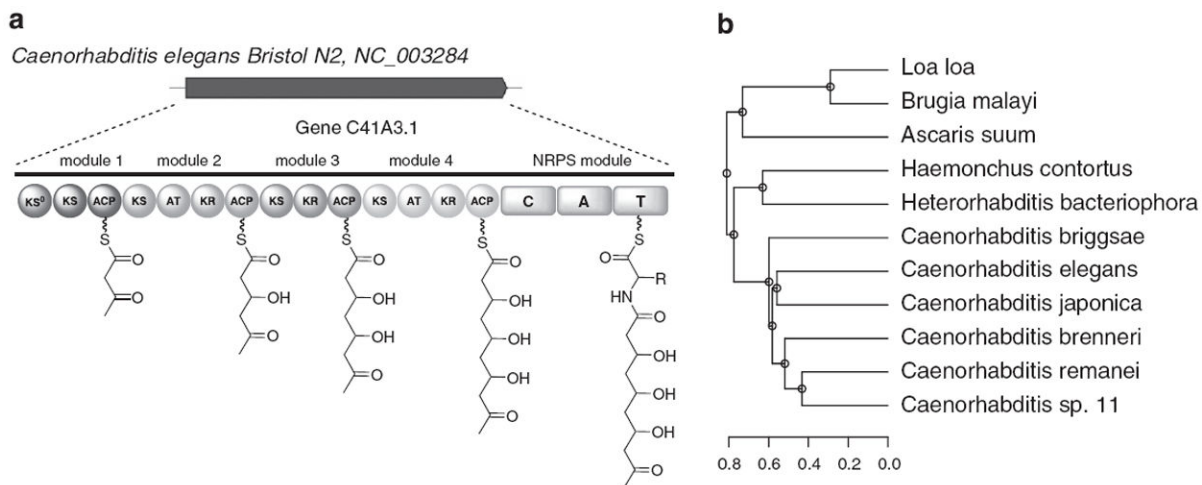 a
Caenorhabditis elegans Bristol N2, NC_003284
Gene C41A3.1
module 1 module 2 module 3 module 4 NRPS module
KS⁰ KS ACP KS AT KR ACP KS KR ACP KS AT KR ACP C A T
S S S S S
O O O O O
O OH OH OH R
HN
O
O OH OH OH
O OH OH
O OH
O
b
Loa loa
Brugia malayi
Ascaris suum
Haemonchus contortus
Heterorhabditis bacteriophora
Caenorhabditis briggsae
Caenorhabditis elegans
Caenorhabditis japonica
Caenorhabditis brenneri
Caenorhabditis remanei
Caenorhabditis sp. 11
0.8 0.6 0.4 0.2 0.0